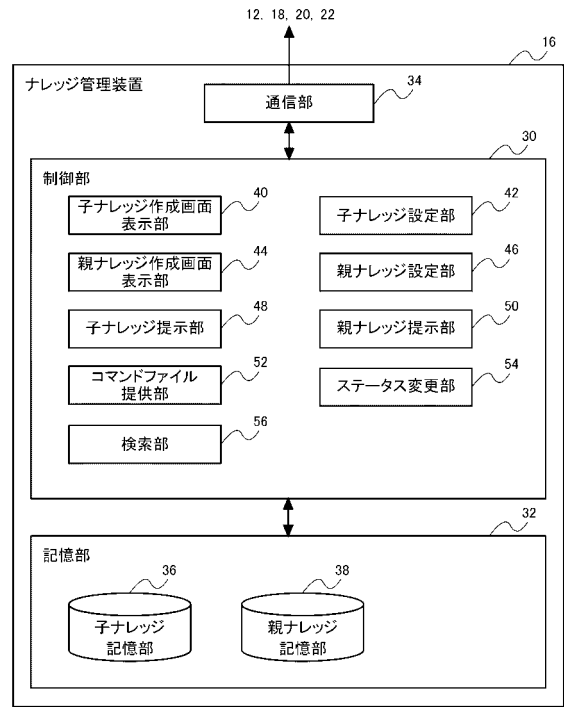 12, 18, 20, 22
16
ナレッジ管理装置
34
通信部
30
制御部
40
子ナレッジ作成画面
表示部
42
子ナレッジ設定部
44
親ナレッジ作成画面
表示部
46
親ナレッジ設定部
48
子ナレッジ提示部
50
親ナレッジ提示部
52
コマンドファイル
提供部
54
ステータス変更部
56
検索部
32
記憶部
36
子ナレッジ
記憶部
38
親ナレッジ
記憶部